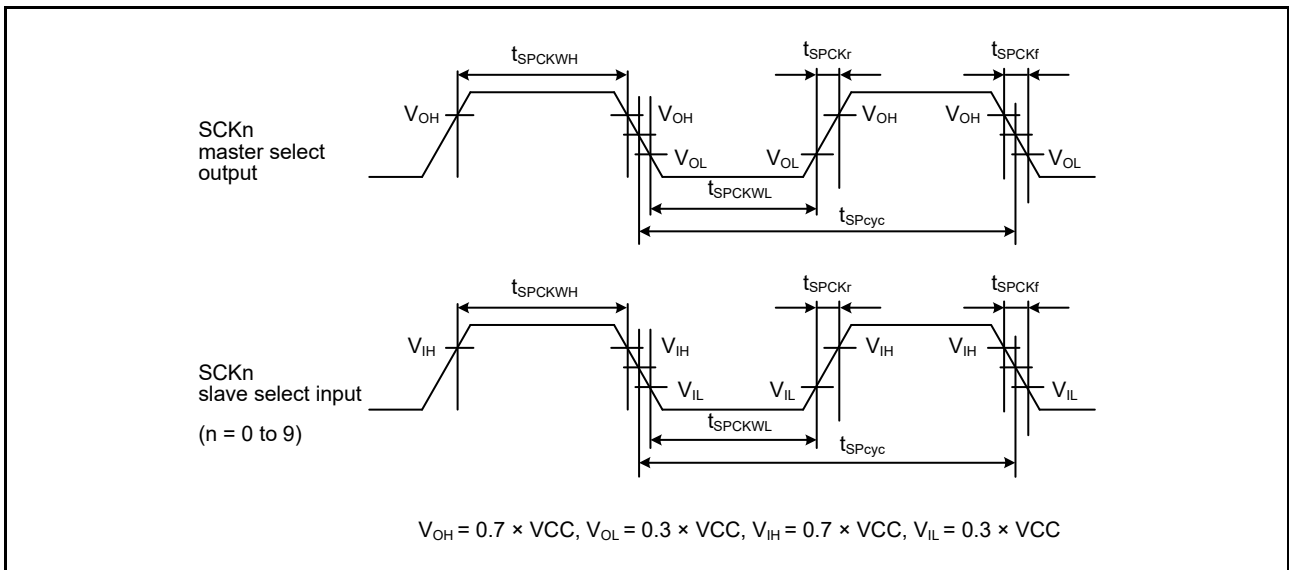 tSPCKWH
tSPCKr
tSPCKf
VOH
VOH
VOH
VOH
SCKn
master select
output
VOL
VOL
VOL
tSPCKWL
tSPcyc
tSPCKWH
tSPCKr
tSPCKf
VIH
VIH
VIH
VIH
SCKn
slave select input
(n = 0 to 9)
VIL
VIL
VIL
tSPCKWL
tSPcyc
VOH = 0.7 × VCC, VOL = 0.3 × VCC, VIH = 0.7 × VCC, VIL = 0.3 × VCC